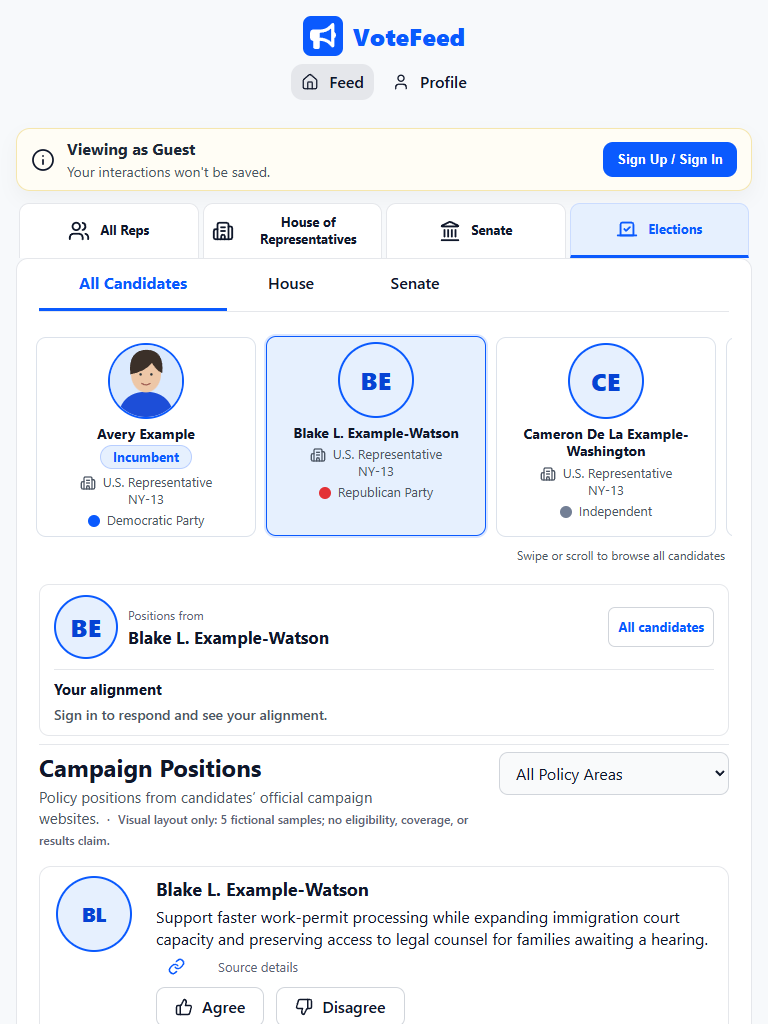 VoteFeed
Feed
Profile
Viewing as Guest
Your interactions won't be saved.
Sign Up / Sign In
All Reps
House of
Representatives
Senate
Elections
All Candidates
House
Senate
Avery Example
Incumbent
U.S. Representative
NY-13
Democratic Party
BE
Blake L. Example-Watson
U.S. Representative
NY-13
Republican Party
CE
Cameron De La Example-
Washington
U.S. Representative
NY-13
Independent
Swipe or scroll to browse all candidates
BE
Positions from
Blake L. Example-Watson
All candidates
Your alignment
Sign in to respond and see your alignment.
Campaign Positions
All Policy Areas
Policy positions from candidates’ official campaign
websites. · Visual layout only: 5 fictional samples; no eligibility, coverage, or
results claim.
BL
Blake L. Example-Watson
Support faster work-permit processing while expanding immigration court
capacity and preserving access to legal counsel for families awaiting a hearing.
Source details
Agree
Disagree